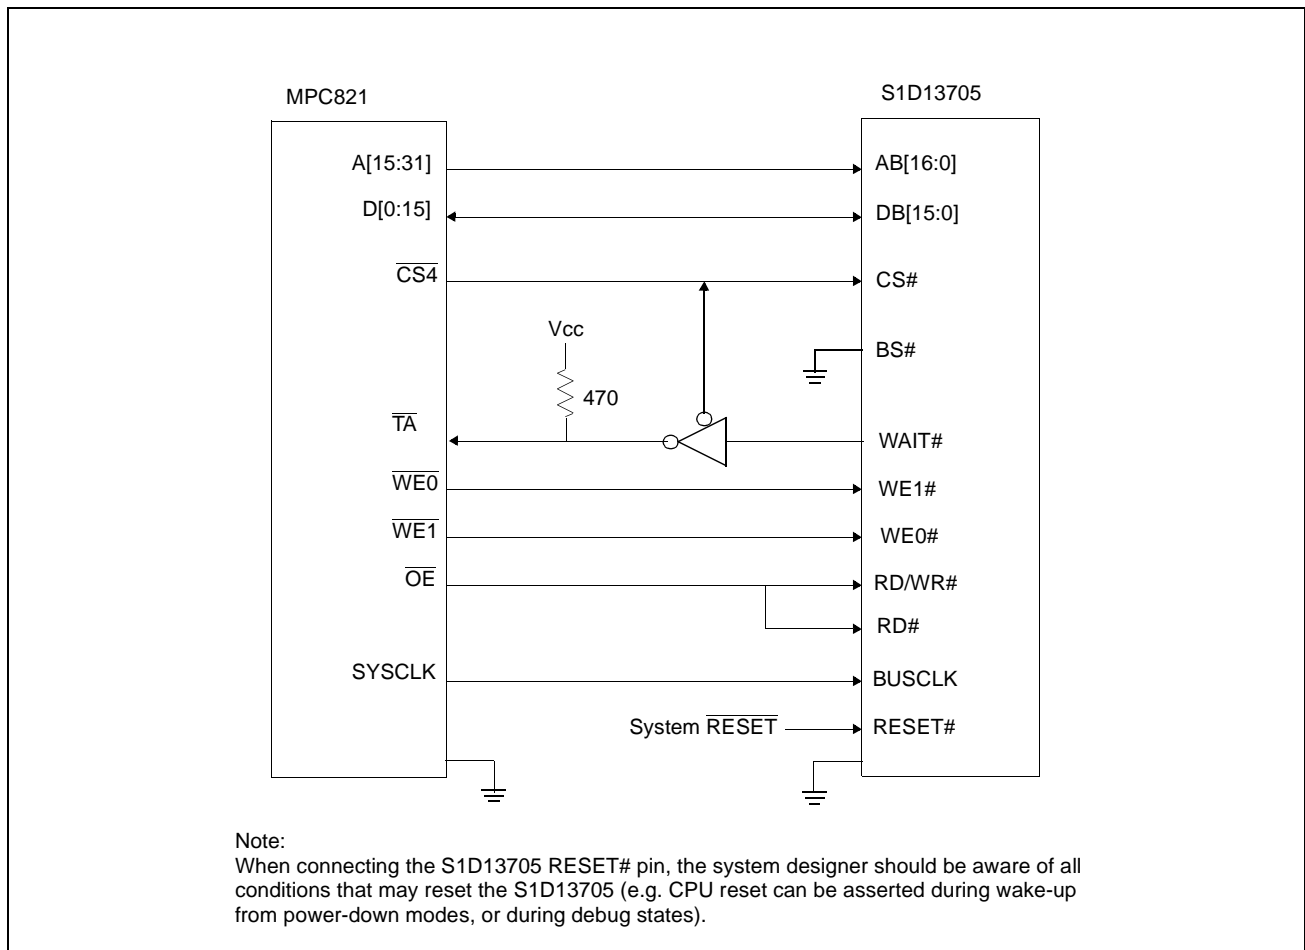 MPC821
S1D13705
A[15:31]
AB[16:0]
D[0:15]
DB[15:0]
CS4
CS#
BS#
Vcc
470
TA
WAIT#
WE0
WE1#
WE1
WE0#
OE
RD/WR#
RD#
SYSCLK
BUSCLK
System RESET
RESET#
Note:
When connecting the S1D13705 RESET# pin, the system designer should be aware of all
conditions that may reset the S1D13705 (e.g. CPU reset can be asserted during wake-up
from power-down modes, or during debug states).